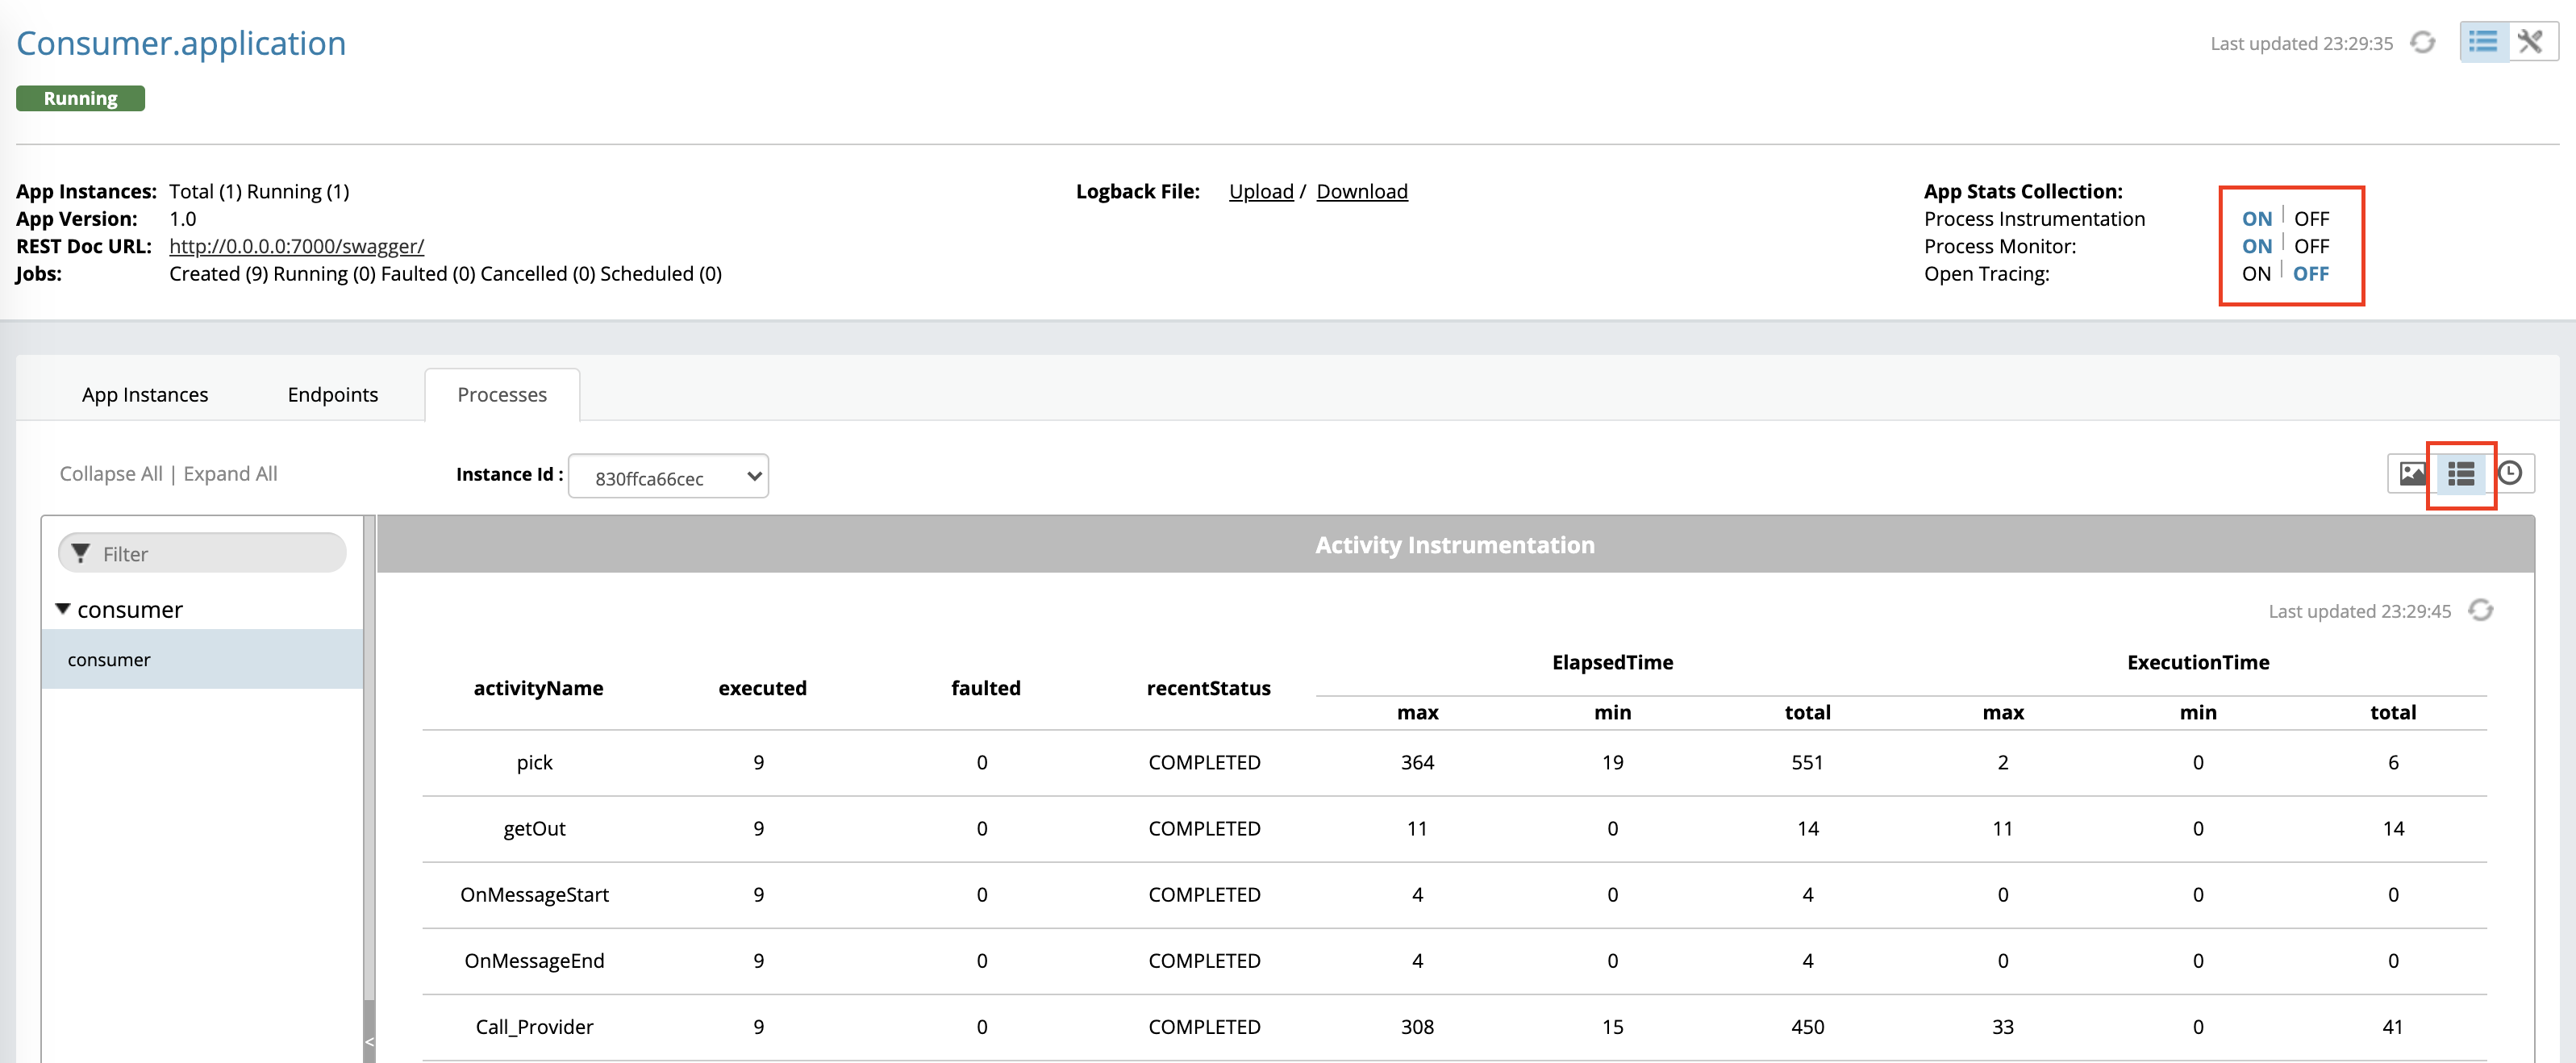 Consumer.application
Last updated 23:29:35
Running
App Instances: Total (1) Running (1)
App Version: 1.0
REST Doc URL: http://0.0.0.0:7000/swagger/
Jobs: Created (9) Running (0) Faulted (0) Cancelled (0) Scheduled (0)
Logback File: Upload / Download
App Stats Collection:
Process Instrumentation ON | OFF
Process Monitor: ON | OFF
Open Tracing: ON | OFF
App Instances Endpoints Processes
Collapse All | Expand All Instance Id : 830ffca66cec
Filter
consumer
consumer
Activity Instrumentation
Last updated 23:29:45
ElapsedTime ExecutionTime
activityName executed faulted recentStatus
max min total max min total
pick 9 0 COMPLETED 364 19 551 2 0 6
getOut 9 0 COMPLETED 11 0 14 11 0 14
OnMessageStart 9 0 COMPLETED 4 0 4 0 0 0
OnMessageEnd 9 0 COMPLETED 4 0 4 0 0 0
Call_Provider 9 0 COMPLETED 308 15 450 33 0 41
<